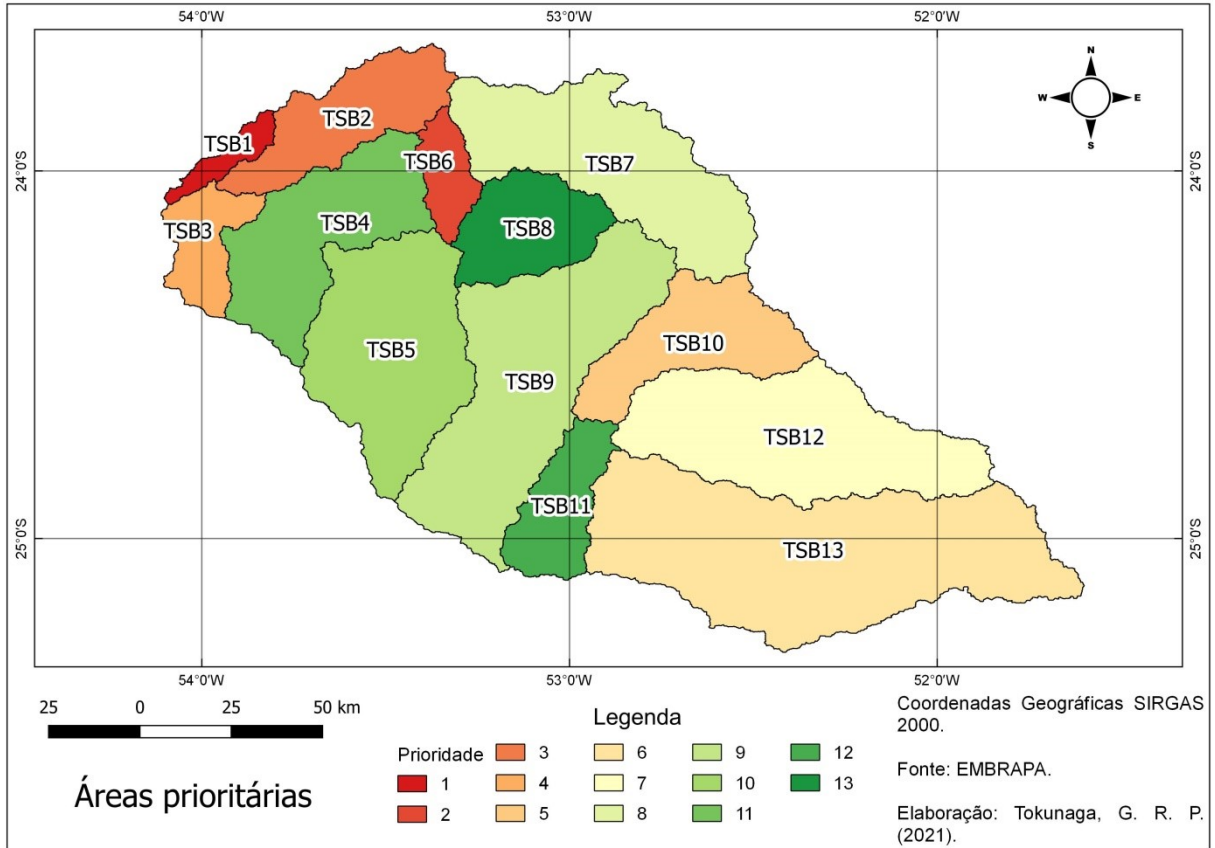 54°0'W 53°0'W 52°0'W
N
W E
S
TSB1
TSB2
TSB6
TSB7
24°0'S 24°0'S
TSB3
TSB4
TSB8
TSB5
TSB9
TSB10
TSB12
TSB11
TSB13
25°0'S 25°0'S
54°0'W 53°0'W 52°0'W
25 0 25 50 km
Áreas prioritárias
Legenda
Prioridade
1
2
3
4
5
6
7
8
9
10
11
12
13
Coordenadas Geográficas SIRGAS
2000.
Fonte: EMBRAPA.
Elaboração: Tokunaga, G. R. P.
(2021).